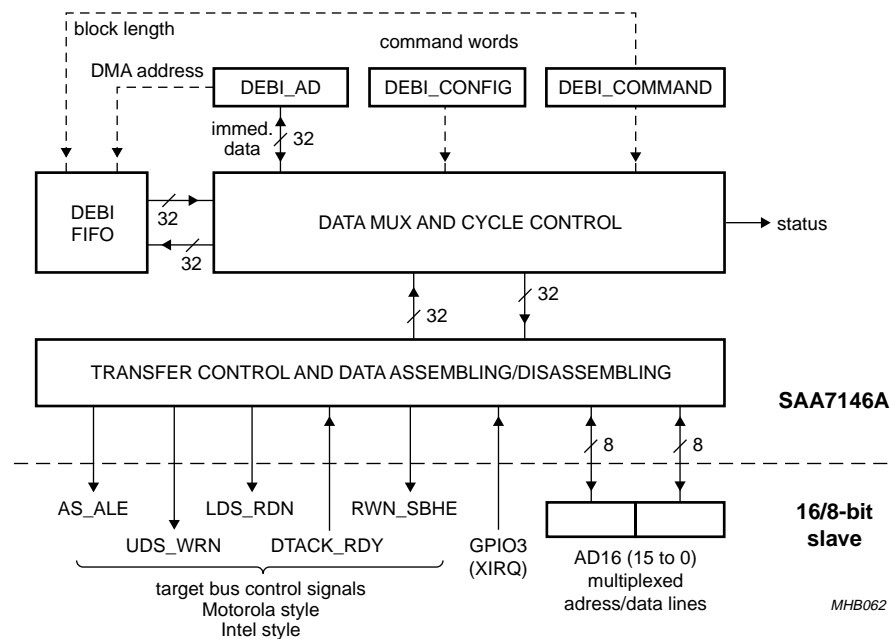 block length
command words
DMA address
DEBI_AD
DEBI_CONFIG
DEBI_COMMAND
immed.
data
32
DEBI
FIFO
32
32
DATA MUX AND CYCLE CONTROL
status
32
32
TRANSFER CONTROL AND DATA ASSEMBLING/DISASSEMBLING
SAA7146A
8
8
AS_ALE
LDS_RDN
RWN_SBHE
UDS_WRN
DTACK_RDY
GPIO3
(XIRQ)
AD16 (15 to 0)
multiplexed
adress/data lines
16/8-bit
slave
target bus control signals
Motorola style
Intel style
MHB062